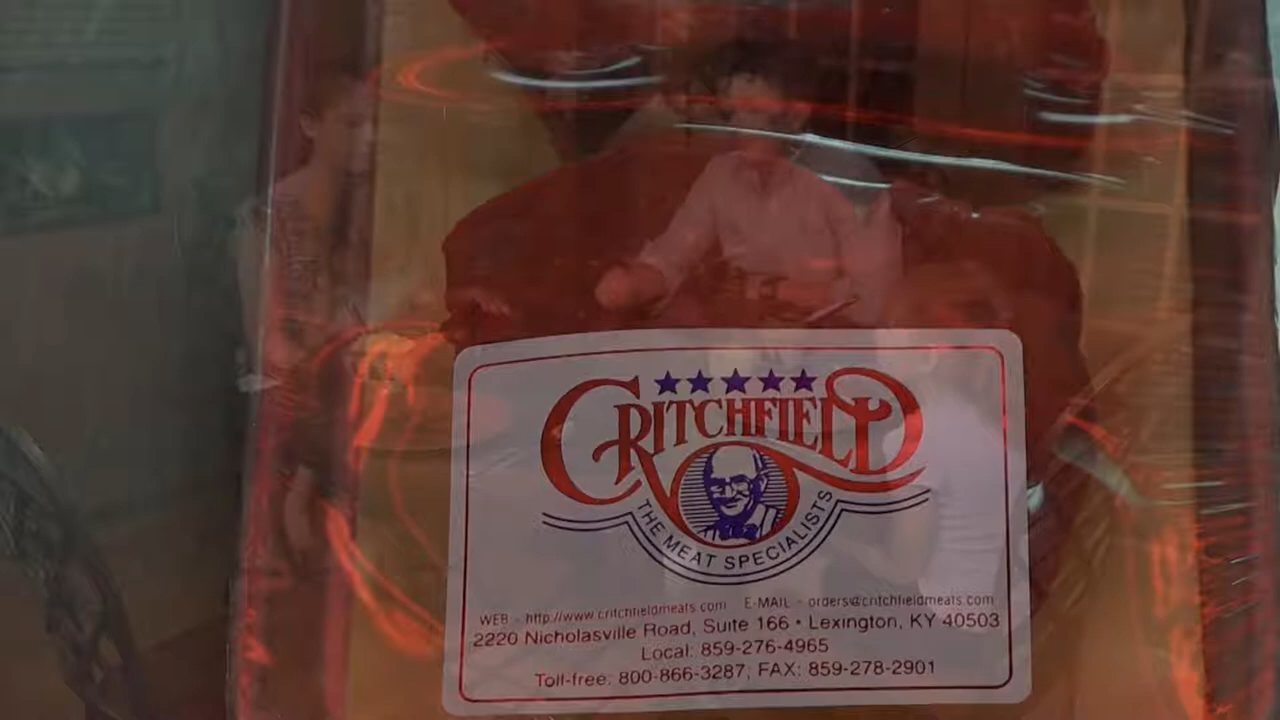 CRITCHFIELD
THE MEAT SPECIALISTS
WEB - http://www.critchfieldmeats.com E-MAIL - orders@critchfieldmeats.com
2220 Nicholasville Road, Suite 166 • Lexington, KY 40503
Local: 859-276-4965
Toll-free: 800-866-3287; FAX: 859-278-2901